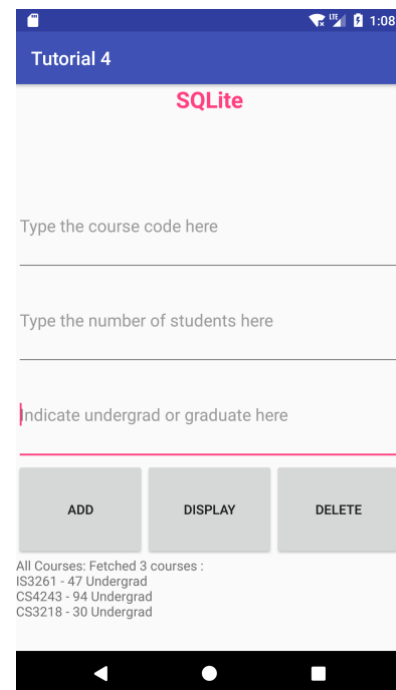 LTE 1:08
Tutorial 4
SQLite
Type the course code here
Type the number of students here
Indicate undergrad or graduate here
ADD DISPLAY DELETE
All Courses: Fetched 3 courses :
IS3261 - 47 Undergrad
CS4243 - 94 Undergrad
CS3218 - 30 Undergrad